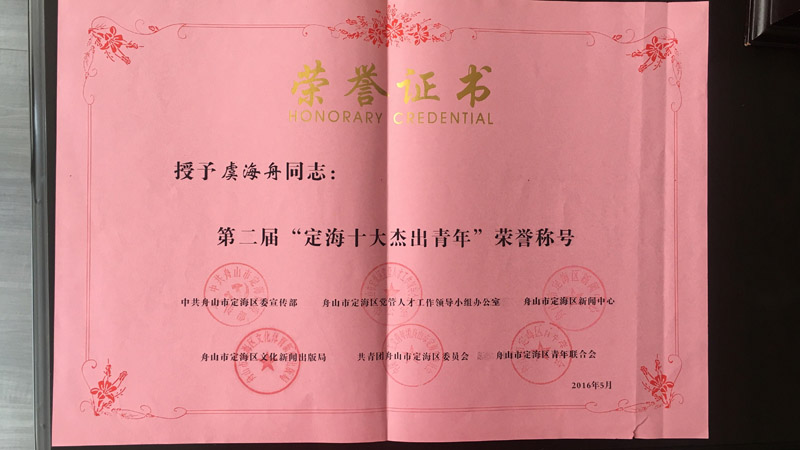 荣誉证书
HONORARY CREDENTIAL
授予虞海舟同志：
第二届“定海十大杰出青年”荣誉称号
中共舟山市定海区委宣传部 舟山市定海区党管人才工作领导小组办公室 舟山市定海区新闻中心
舟山市定海区文化新闻出版局 共青团舟山市定海区委员会 舟山市定海区青年联合会
2016年5月